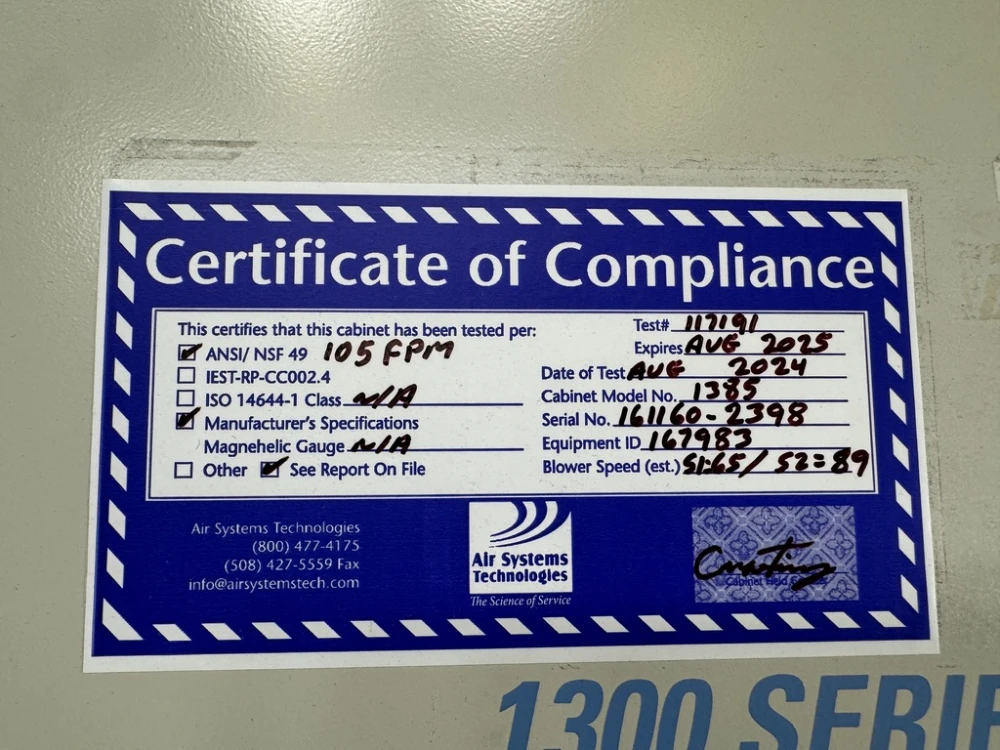 Certificate of Compliance
This certifies that this cabinet has been tested per:
ANSI/ NSF 49 105 FPM
IEST-RP-CC002.4
ISO 14644-1 Class N/A
Manufacturer's Specifications
Magnehelic Gauge N/A
Other See Report On File
Test# 117191
Expires AUG 2025
Date of Test AUG 2024
Cabinet Model No. 1385
Serial No. 161160-2398
Equipment ID 167983
Blower Speed (est.) S1:65/ S2=89
Air Systems Technologies
(800) 477-4175
(508) 427-5559 Fax
info@airsystemstech.com
Air Systems
Technologies
The Science of Service
Cabinet Field
1300 SERIE